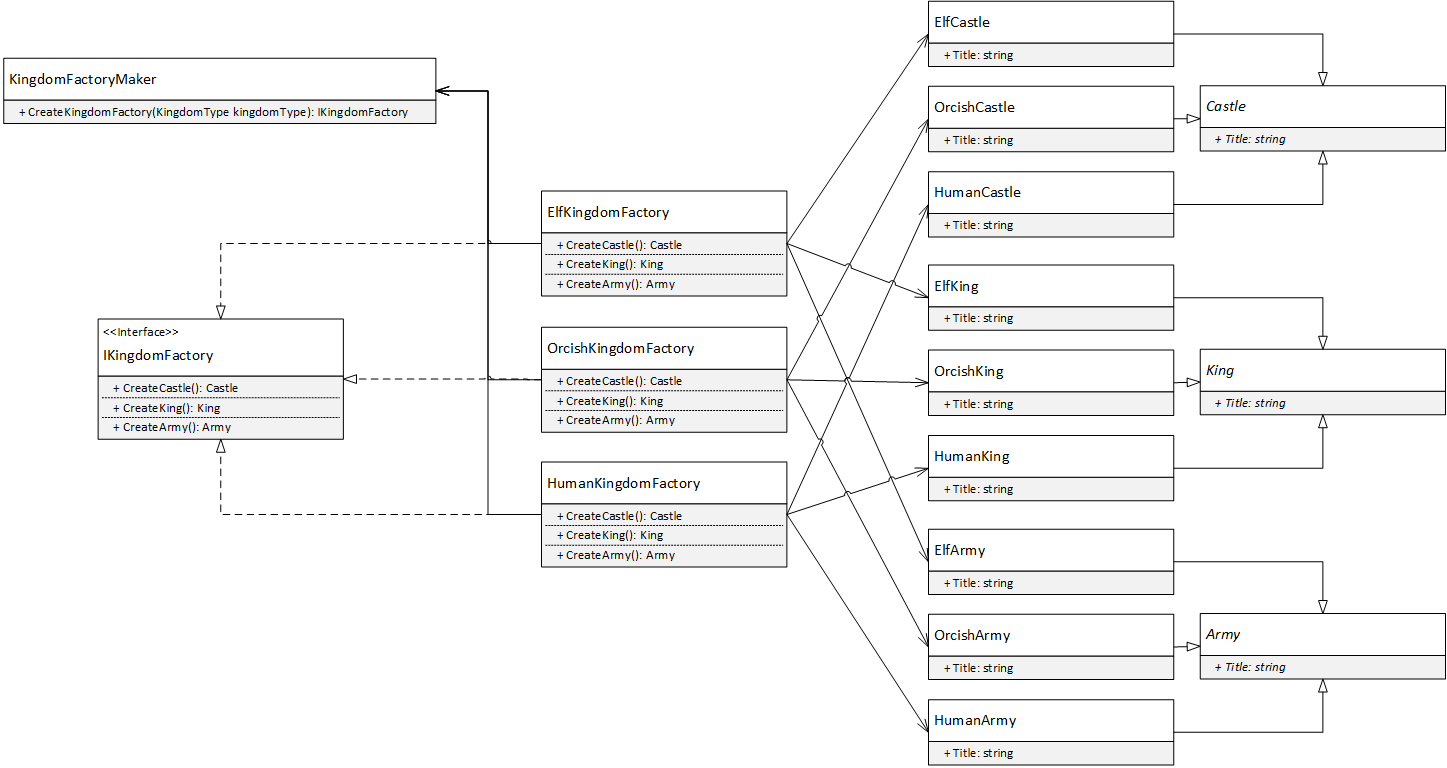 KingdomFactoryMaker
+ CreateKingdomFactory(KingdomType kingdomType): IKingdomFactory
<<Interface>>
IKingdomFactory
+ CreateCastle(): Castle
+ CreateKing(): King
+ CreateArmy(): Army
ElfKingdomFactory
+ CreateCastle(): Castle
+ CreateKing(): King
+ CreateArmy(): Army
OrcishKingdomFactory
+ CreateCastle(): Castle
+ CreateKing(): King
+ CreateArmy(): Army
HumanKingdomFactory
+ CreateCastle(): Castle
+ CreateKing(): King
+ CreateArmy(): Army
ElfCastle
+ Title: string
OrcishCastle
+ Title: string
HumanCastle
+ Title: string
ElfKing
+ Title: string
OrcishKing
+ Title: string
HumanKing
+ Title: string
ElfArmy
+ Title: string
OrcishArmy
+ Title: string
HumanArmy
+ Title: string
Castle
+ Title: string
King
+ Title: string
Army
+ Title: string